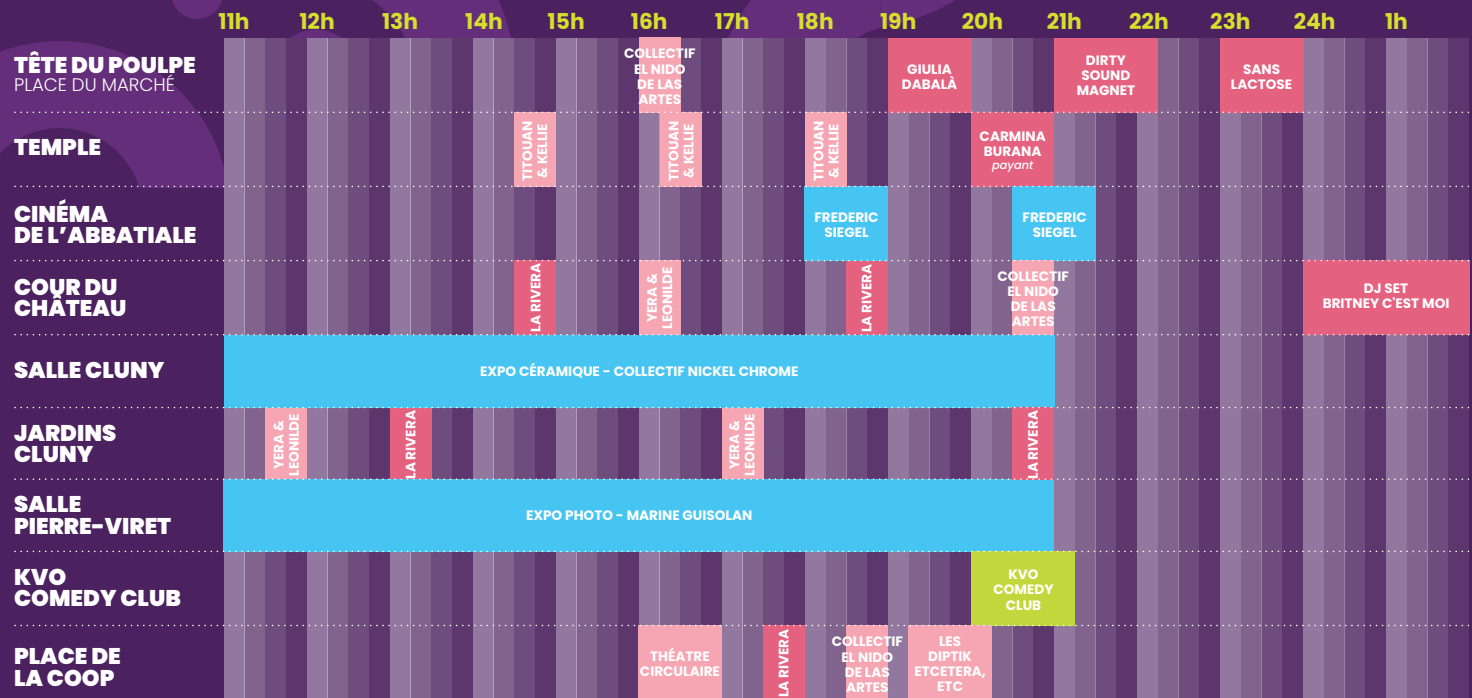 11h 12h 13h 14h 15h 16h 17h 18h 19h 20h 21h 22h 23h 24h 1h
TÊTE DU POULPE
PLACE DU MARCHÉ
COLLECTIF
EL NIDO
DE LAS
ARTES
GIULIA
DABALÀ
DIRTY
SOUND
MAGNET
SANS
LACTOSE
TEMPLE
TITOUAN
& KELLIE
TITOUAN
& KELLIE
TITOUAN
& KELLIE
CARMINA
BURANA
payant
CINÉMA
DE L'ABBATIALE
FREDERIC
SIEGEL
FREDERIC
SIEGEL
COUR DU
CHÂTEAU
LA RIVERA
YERA &
LEONILDE
LA RIVERA
COLLECTIF
EL NIDO
DE LAS
ARTES
DJ SET
BRITNEY C'EST MOI
SALLE CLUNY
EXPO CÉRAMIQUE - COLLECTIF NICKEL CHROME
JARDINS
CLUNY
YERA &
LEONILDE
LA RIVERA
YERA &
LEONILDE
LA RIVERA
SALLE
PIERRE-VIRET
EXPO PHOTO - MARINE GUISOLAN
KVO
COMEDY CLUB
KVO
COMEDY
CLUB
PLACE DE
LA COOP
THÉATRE
CIRCULAIRE
LA RIVERA
COLLECTIF
EL NIDO
DE LAS
ARTES
LES
DIPTIK
ETCETERA,
ETC